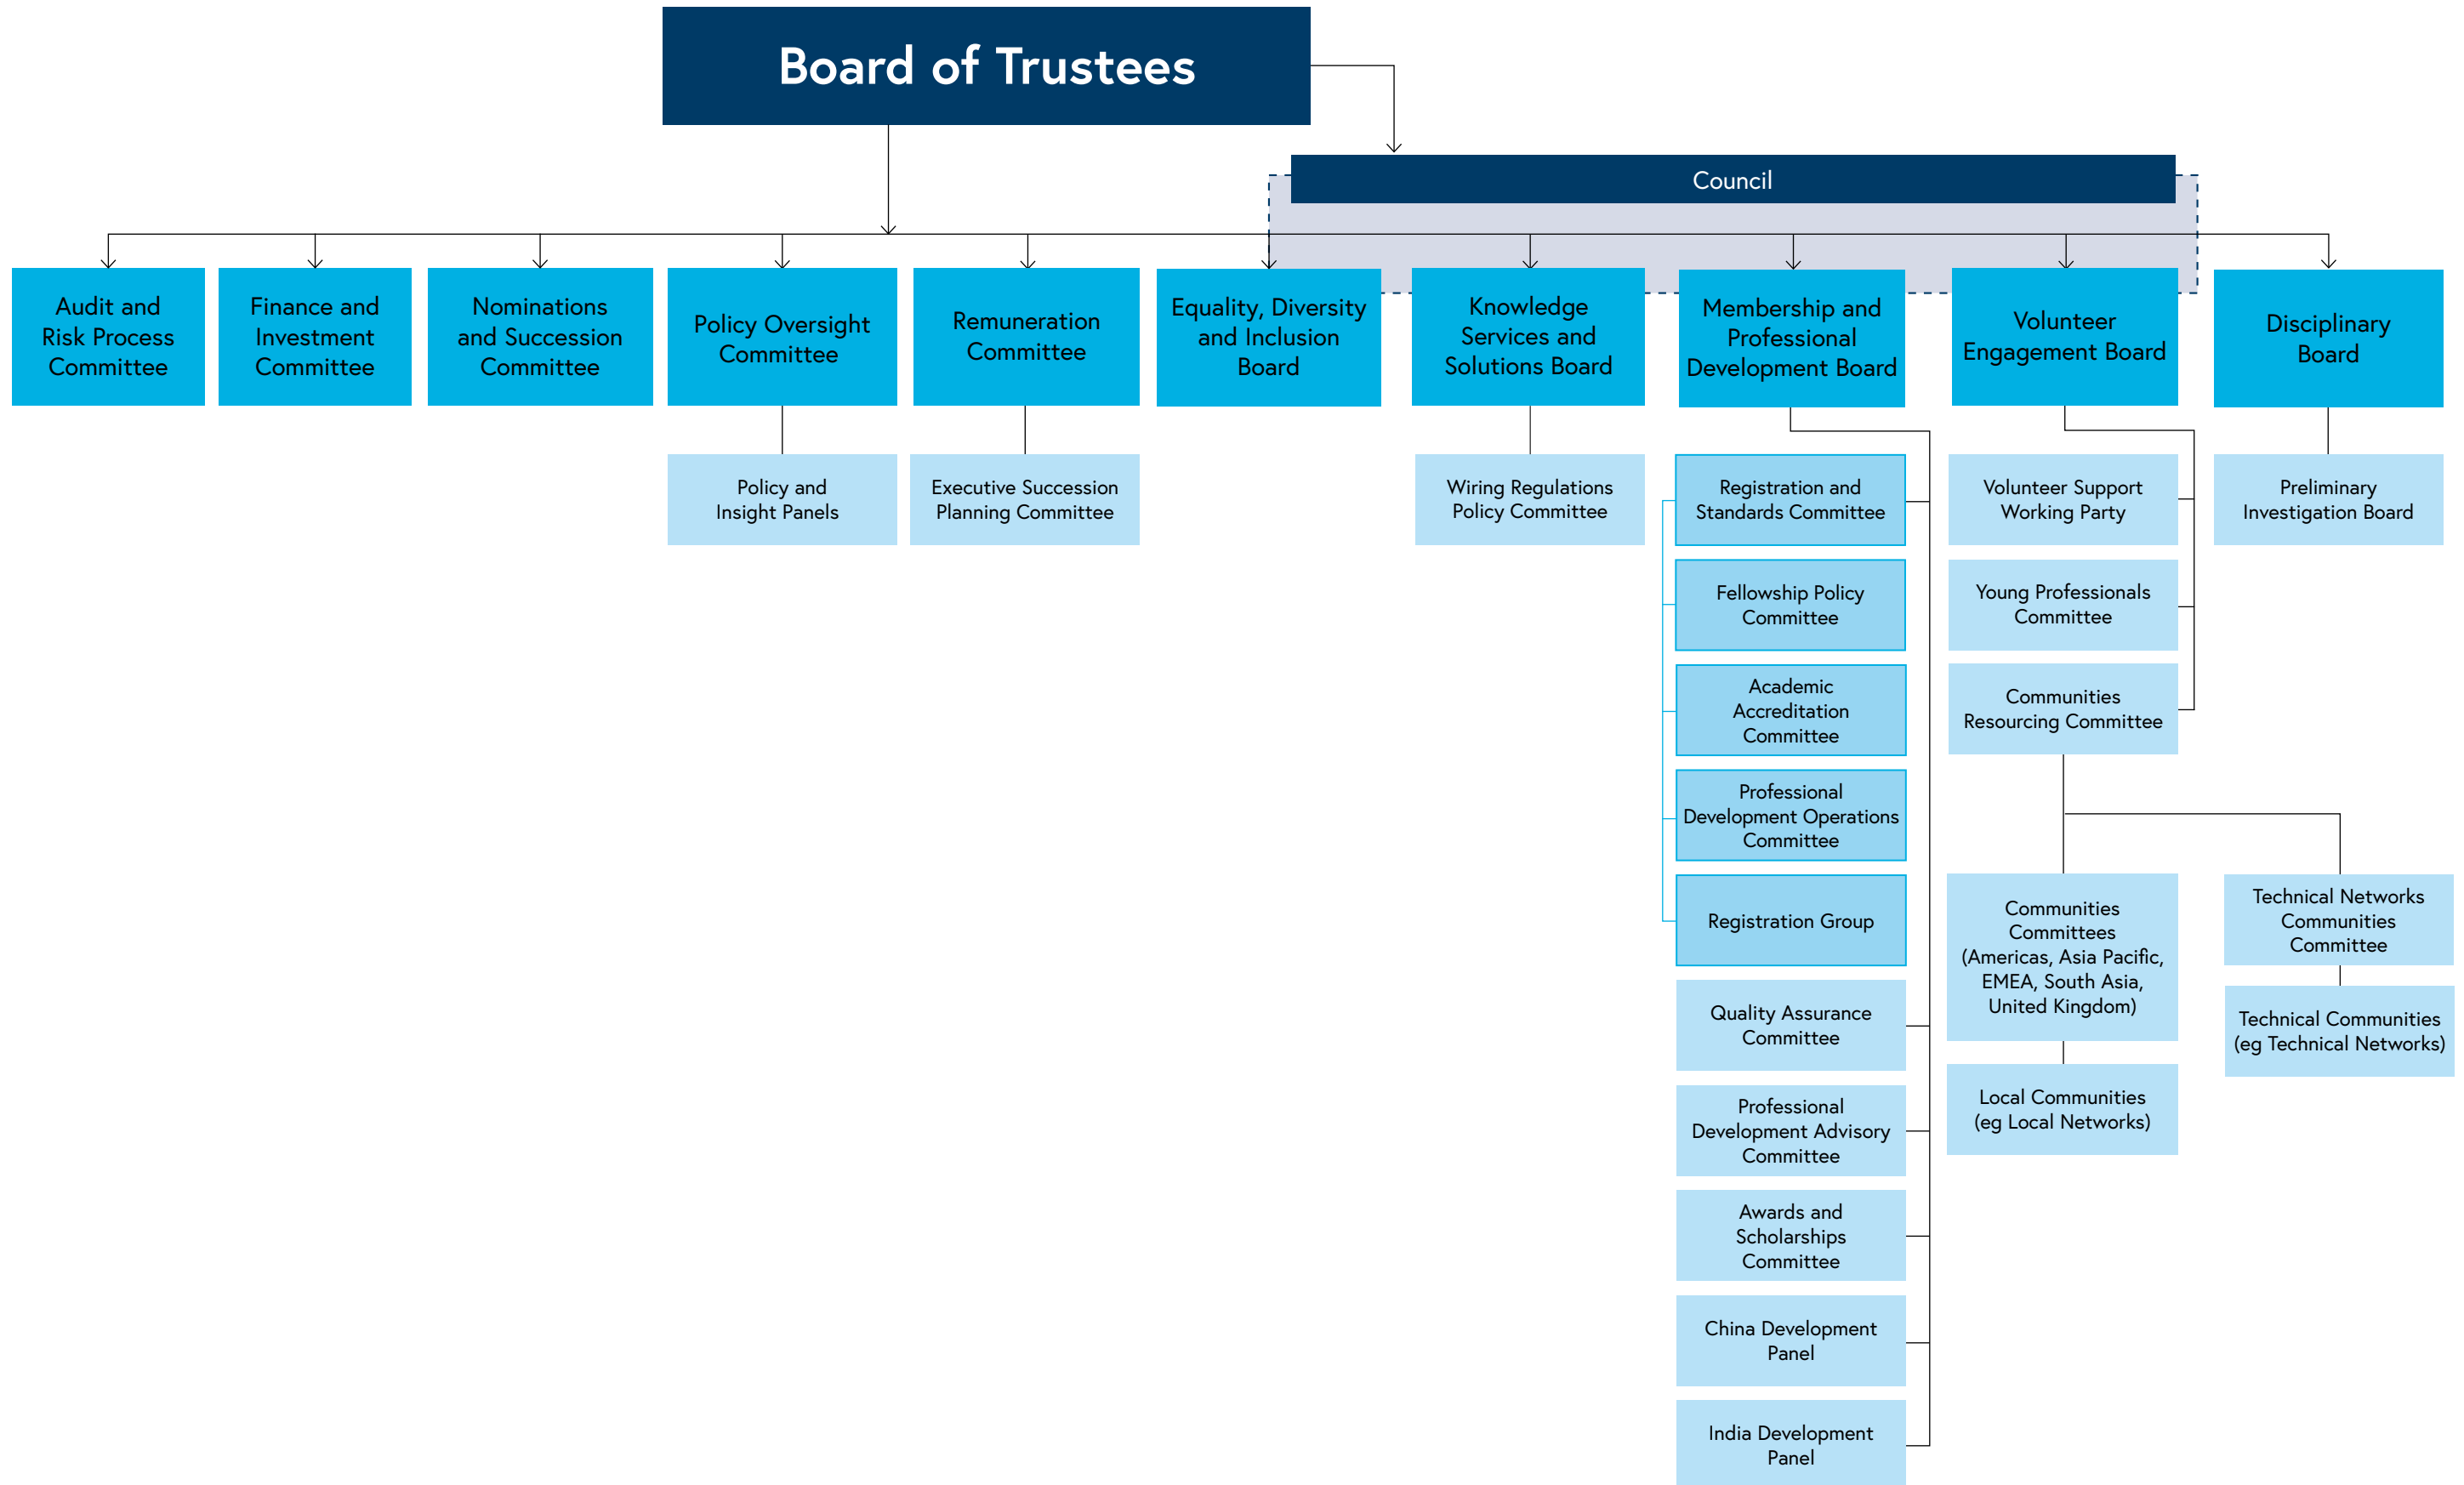 Board of Trustees
Council
Audit and
Risk Process
Committee
Finance and
Investment
Committee
Nominations
and Succession
Committee
Policy Oversight
Committee
Remuneration
Committee
Equality, Diversity
and Inclusion
Board
Knowledge
Services and
Solutions Board
Membership and
Professional
Development Board
Volunteer
Engagement Board
Disciplinary
Board
Policy and
Insight Panels
Executive Succession
Planning Committee
Wiring Regulations
Policy Committee
Registration and
Standards Committee
Fellowship Policy
Committee
Academic
Accreditation
Committee
Professional
Development Operations
Committee
Registration Group
Quality Assurance
Committee
Professional
Development Advisory
Committee
Awards and
Scholarships
Committee
China Development
Panel
India Development
Panel
Volunteer Support
Working Party
Young Professionals
Committee
Communities
Resourcing Committee
Communities
Committees
(Americas, Asia Pacific,
EMEA, South Asia,
United Kingdom)
Local Communities
(eg Local Networks)
Preliminary
Investigation Board
Technical Networks
Communities
Committee
Technical Communities
(eg Technical Networks)